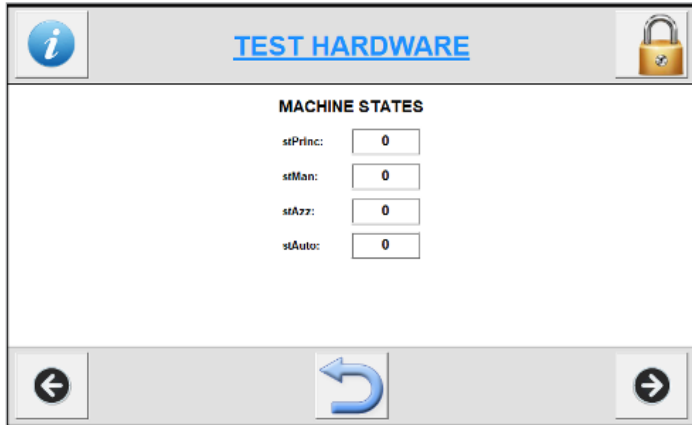 i
TEST HARDWARE
MACHINE STATES
stPrinc: 0
stMan: 0
stAzz: 0
stAuto: 0